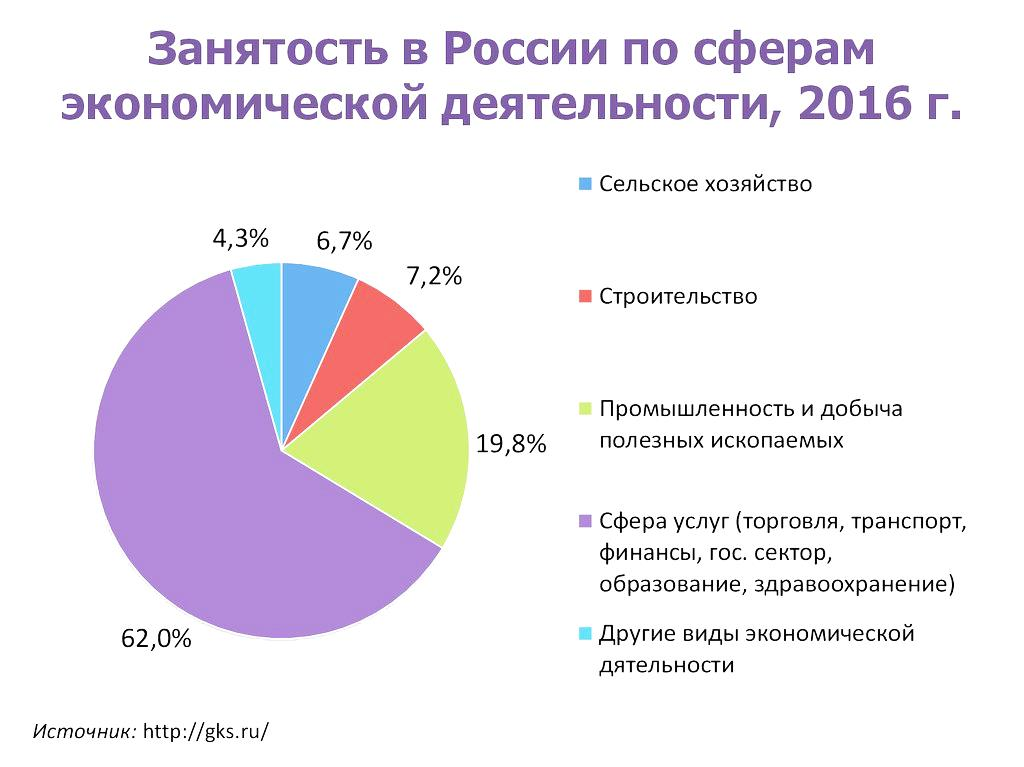 Занятость в России по сферам
экономической деятельности, 2016 г.
4,3%
6,7%
7,2%
19,8%
62,0%
Сельское хозяйство
Строительство
Промышленность и добыча
полезных ископаемых
Сфера услуг (торговля, транспорт,
финансы, гос. сектор,
образование, здравоохранение)
Другие виды экономической
дятельности
Источник: http://gks.ru/